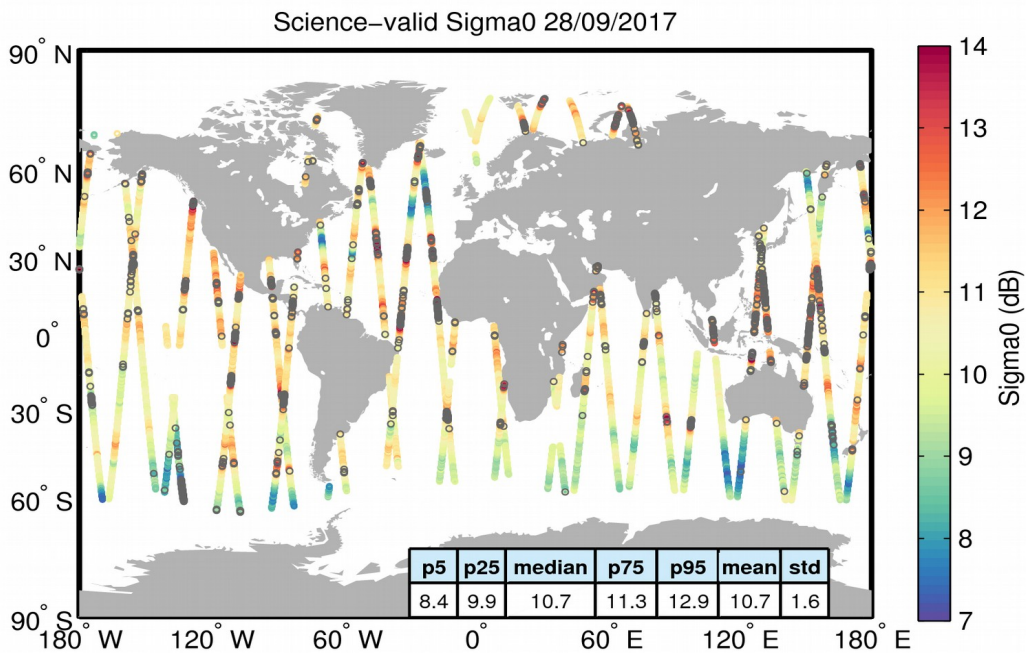 Science−valid Sigma0 28/09/2017
90° N
60° N
30° N
0°
30° S
60° S
90° S
180° W
120° W
60° W
0°
60° E
120° E
180° E
14
13
12
11
10
9
8
7
Sigma0 (dB)
p5 p25 median p75 p95 mean std
8.4 9.9 10.7 11.3 12.9 10.7 1.6